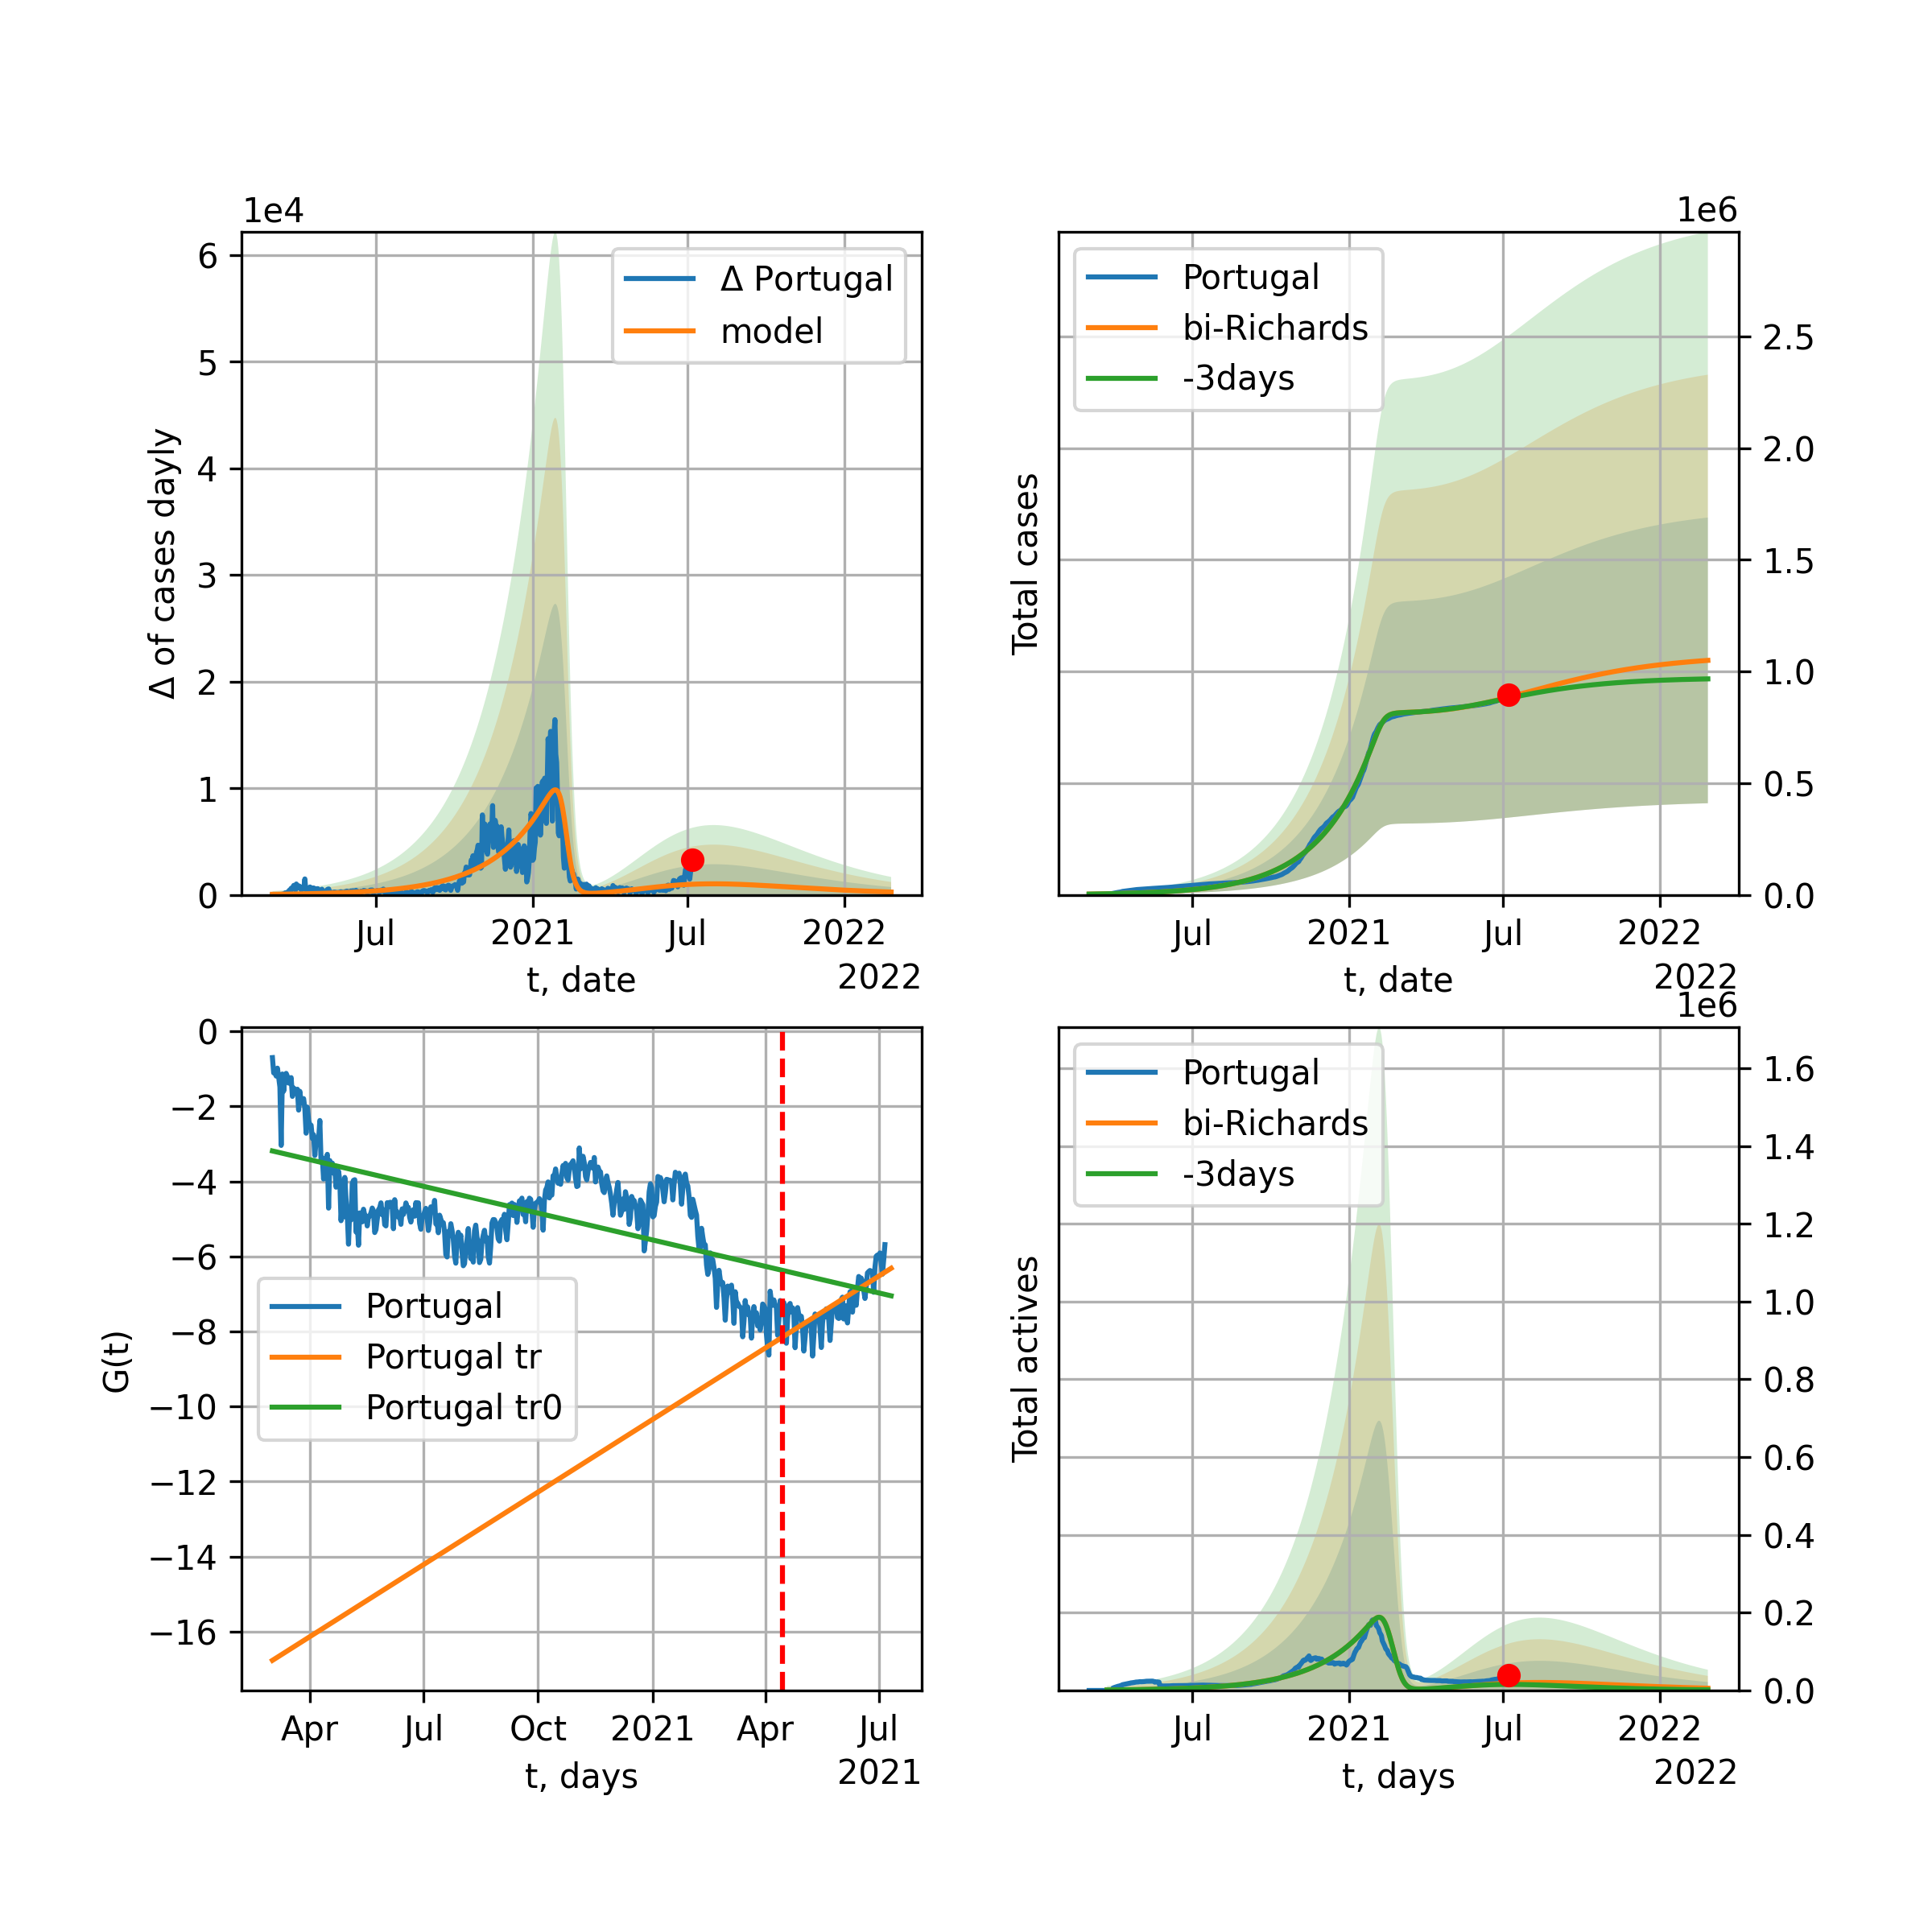 1e4
6
5
4
3
2
1
0
Δ of cases dayly
Δ Portugal
model
Jul
2021
Jul
2022
t, date
2022
1e6
Portugal
bi-Richards
-3days
Total cases
2.5
2.0
1.5
1.0
0.5
0.0
Jul
2021
Jul
2022
t, date
2022
0
−2
−4
−6
−8
−10
−12
−14
−16
G(t)
Portugal
Portugal tr
Portugal tr0
Apr
Jul
Oct
2021
Apr
Jul
t, days
2021
1e6
Portugal
bi-Richards
-3days
Total actives
1.6
1.4
1.2
1.0
0.8
0.6
0.4
0.2
0.0
Jul
2021
Jul
2022
t, days
2022